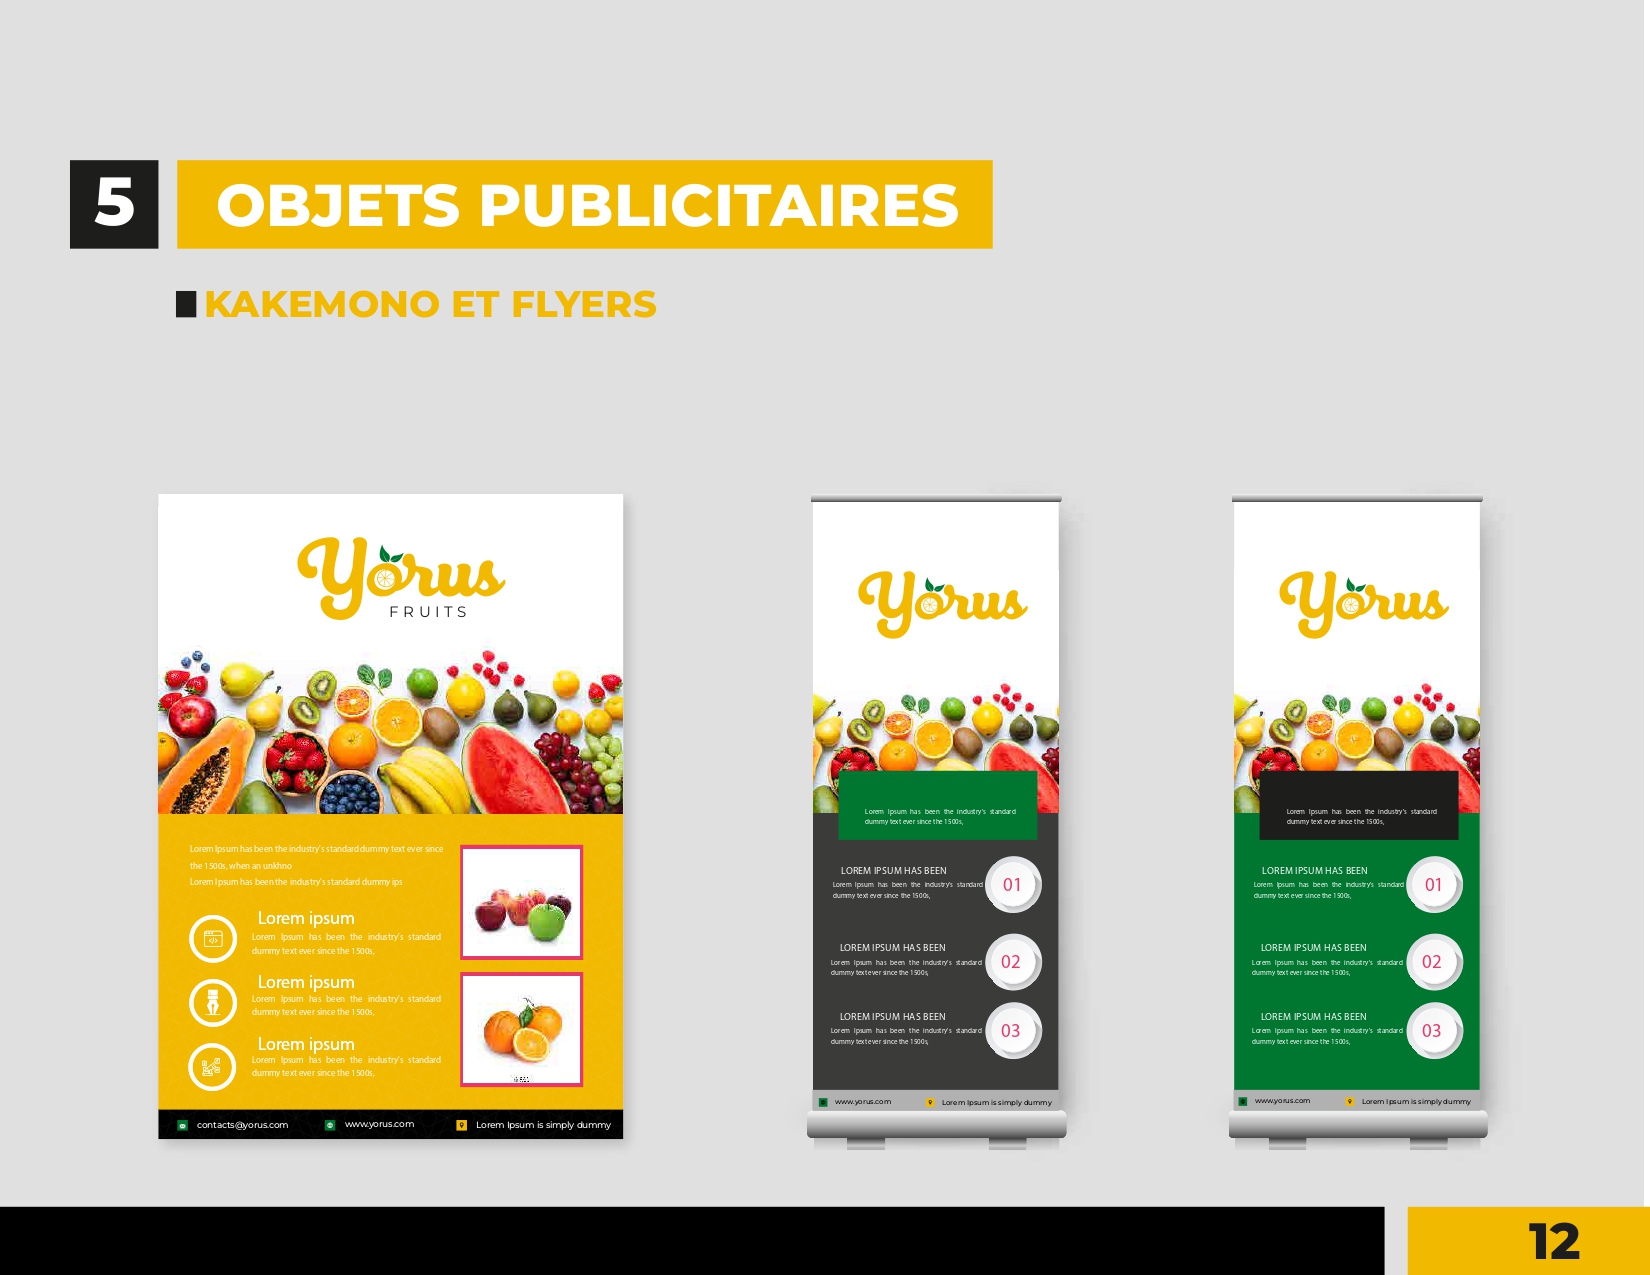 5
OBJETS PUBLICITAIRES
KAKEMONO ET FLYERS
Yorus
FRUITS
Lorem Ipsum has been the industry's standard dummy text ever since
the 1500s, when an unkhno
Lorem Ipsum has been the industry's standard dummy ips
Lorem ipsum
Lorem Ipsum has been the industry's standard
dummy text ever since the 1500s,
Lorem ipsum
Lorem Ipsum has been the industry's standard
dummy text ever since the 1500s,
Lorem ipsum
Lorem Ipsum has been the industry's standard
dummy text ever since the 1500s,
contacts@yorus.com
www.yorus.com
Lorem Ipsum is simply dummy
Yorus
Lorem Ipsum has been the industry's standard
dummy text ever since the 1500s,
LOREM IPSUM HAS BEEN
Lorem Ipsum has been the industry's standard
dummy text ever since the 1500s,
01
LOREM IPSUM HAS BEEN
Lorem Ipsum has been the industry's standard
dummy text ever since the 1500s,
02
LOREM IPSUM HAS BEEN
Lorem Ipsum has been the industry's standard
dummy text ever since the 1500s,
03
www.yorus.com
Lorem Ipsum is simply dummy
Yorus
Lorem Ipsum has been the industry's standard
dummy text ever since the 1500s,
LOREM IPSUM HAS BEEN
Lorem Ipsum has been the industry's standard
dummy text ever since the 1500s,
01
LOREM IPSUM HAS BEEN
Lorem Ipsum has been the industry's standard
dummy text ever since the 1500s,
02
LOREM IPSUM HAS BEEN
Lorem Ipsum has been the industry's standard
dummy text ever since the 1500s,
03
www.yorus.com
Lorem Ipsum is simply dummy
12